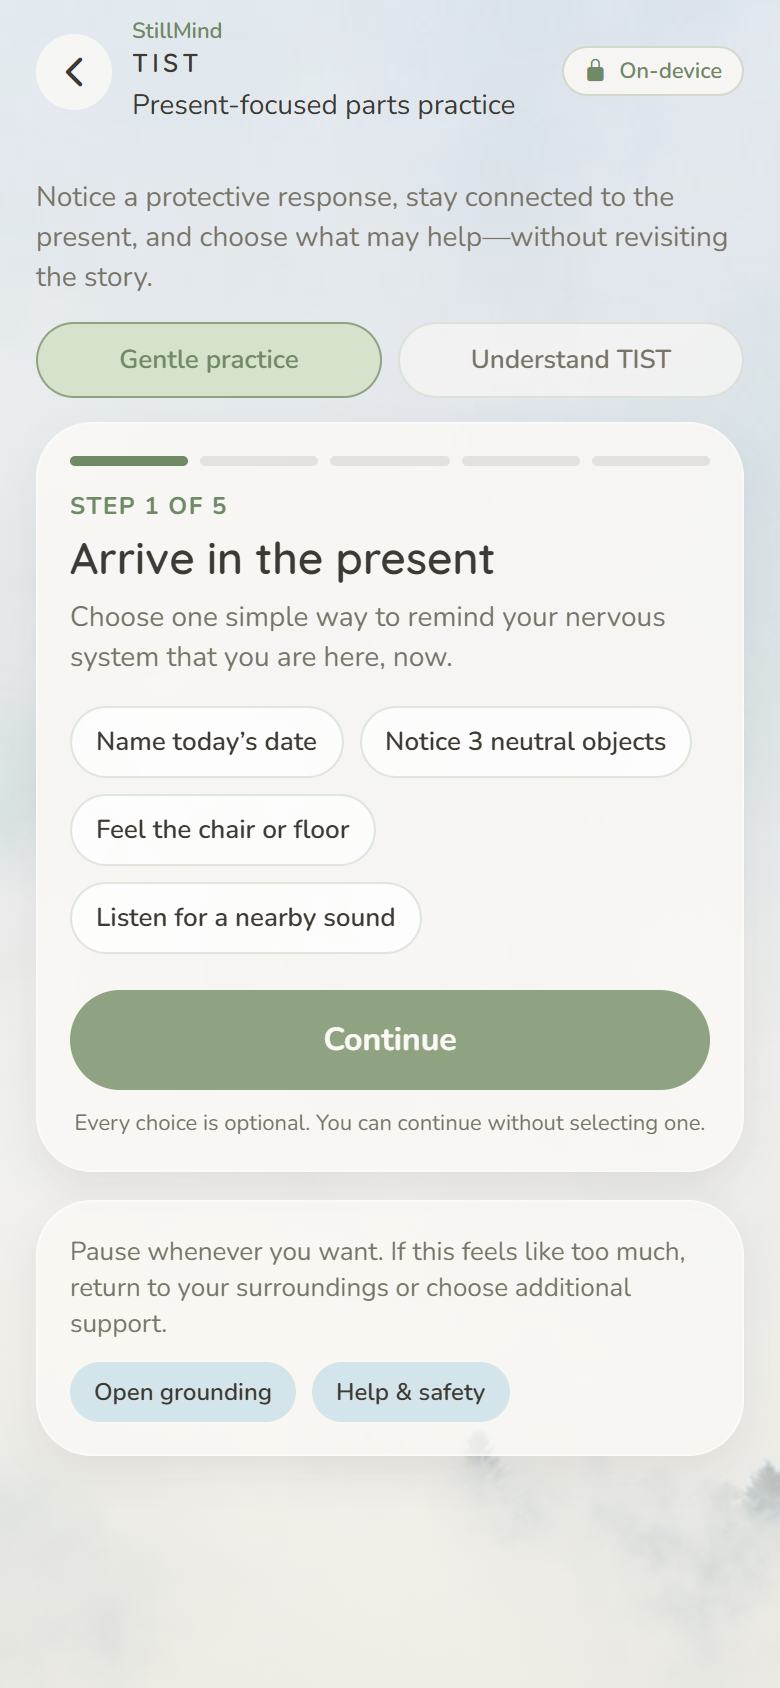 StillMind
TIST
Present-focused parts practice
On-device
Notice a protective response, stay connected to the
present, and choose what may help—without revisiting
the story.
Gentle practice
Understand TIST
STEP 1 OF 5
Arrive in the present
Choose one simple way to remind your nervous
system that you are here, now.
Name today’s date
Notice 3 neutral objects
Feel the chair or floor
Listen for a nearby sound
Continue
Every choice is optional. You can continue without selecting one.
Pause whenever you want. If this feels like too much,
return to your surroundings or choose additional
support.
Open grounding
Help & safety